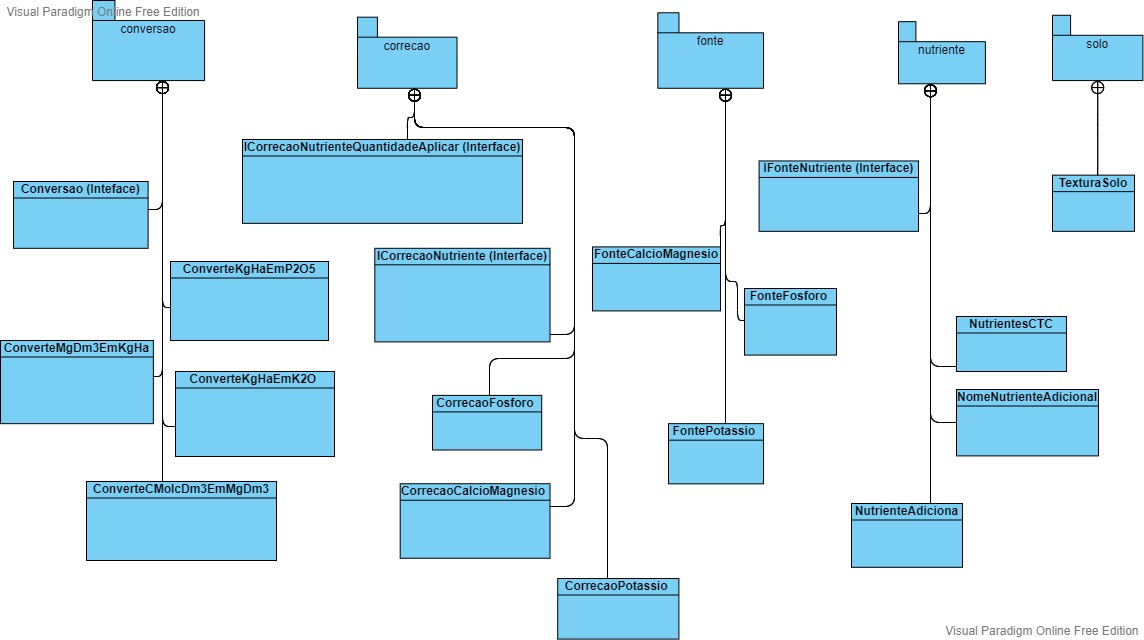 Visual Paradigm Online Free Edition
conversao
correcao
fonte
nutriente
solo
ICorrecaoNutrienteQuantidadeAplicar (Interface)
IFonteNutriente (Interface)
Conversao (Inteface)
TexturaSolo
ICorrecaoNutriente (Interface)
FonteCalcioMagnesio
ConverteKgHaEmP2O5
FonteFosforo
NutrientesCTC
ConverteMgDm3EmKgHa
ConverteKgHaEmK2O
NomeNutrienteAdicional
CorrecaoFosforo
FontePotassio
ConverteCMolcDm3EmMgDm3
CorrecaoCalcioMagnesio
NutrienteAdiciona
CorrecaoPotassio
Visual Paradigm Online Free Edition